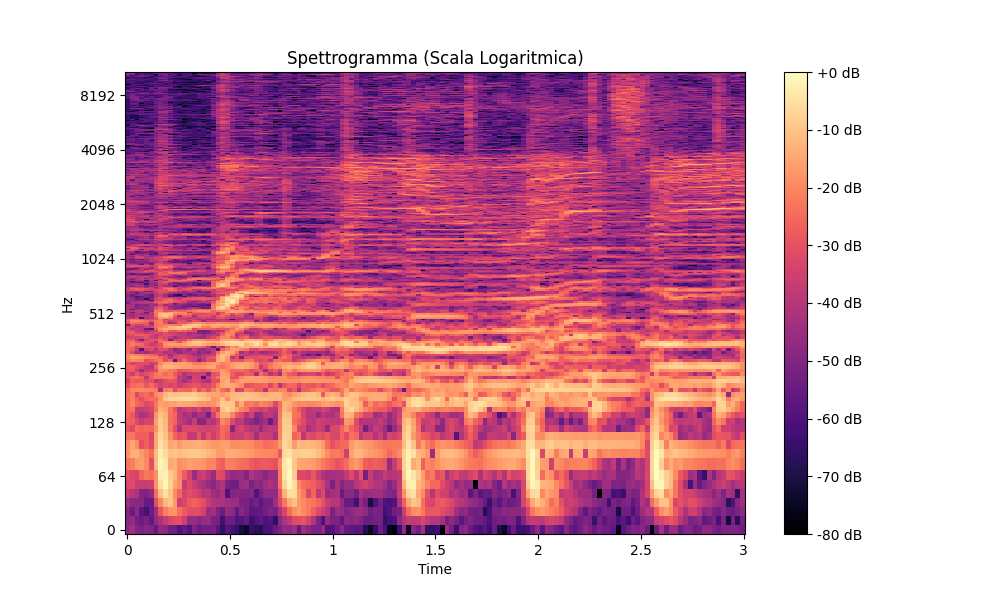 Spettrogramma (Scala Logaritmica)
Hz
8192
4096
2048
1024
512
256
128
64
0
0
0.5
1
1.5
2
2.5
3
Time
+0 dB
-10 dB
-20 dB
-30 dB
-40 dB
-50 dB
-60 dB
-70 dB
-80 dB